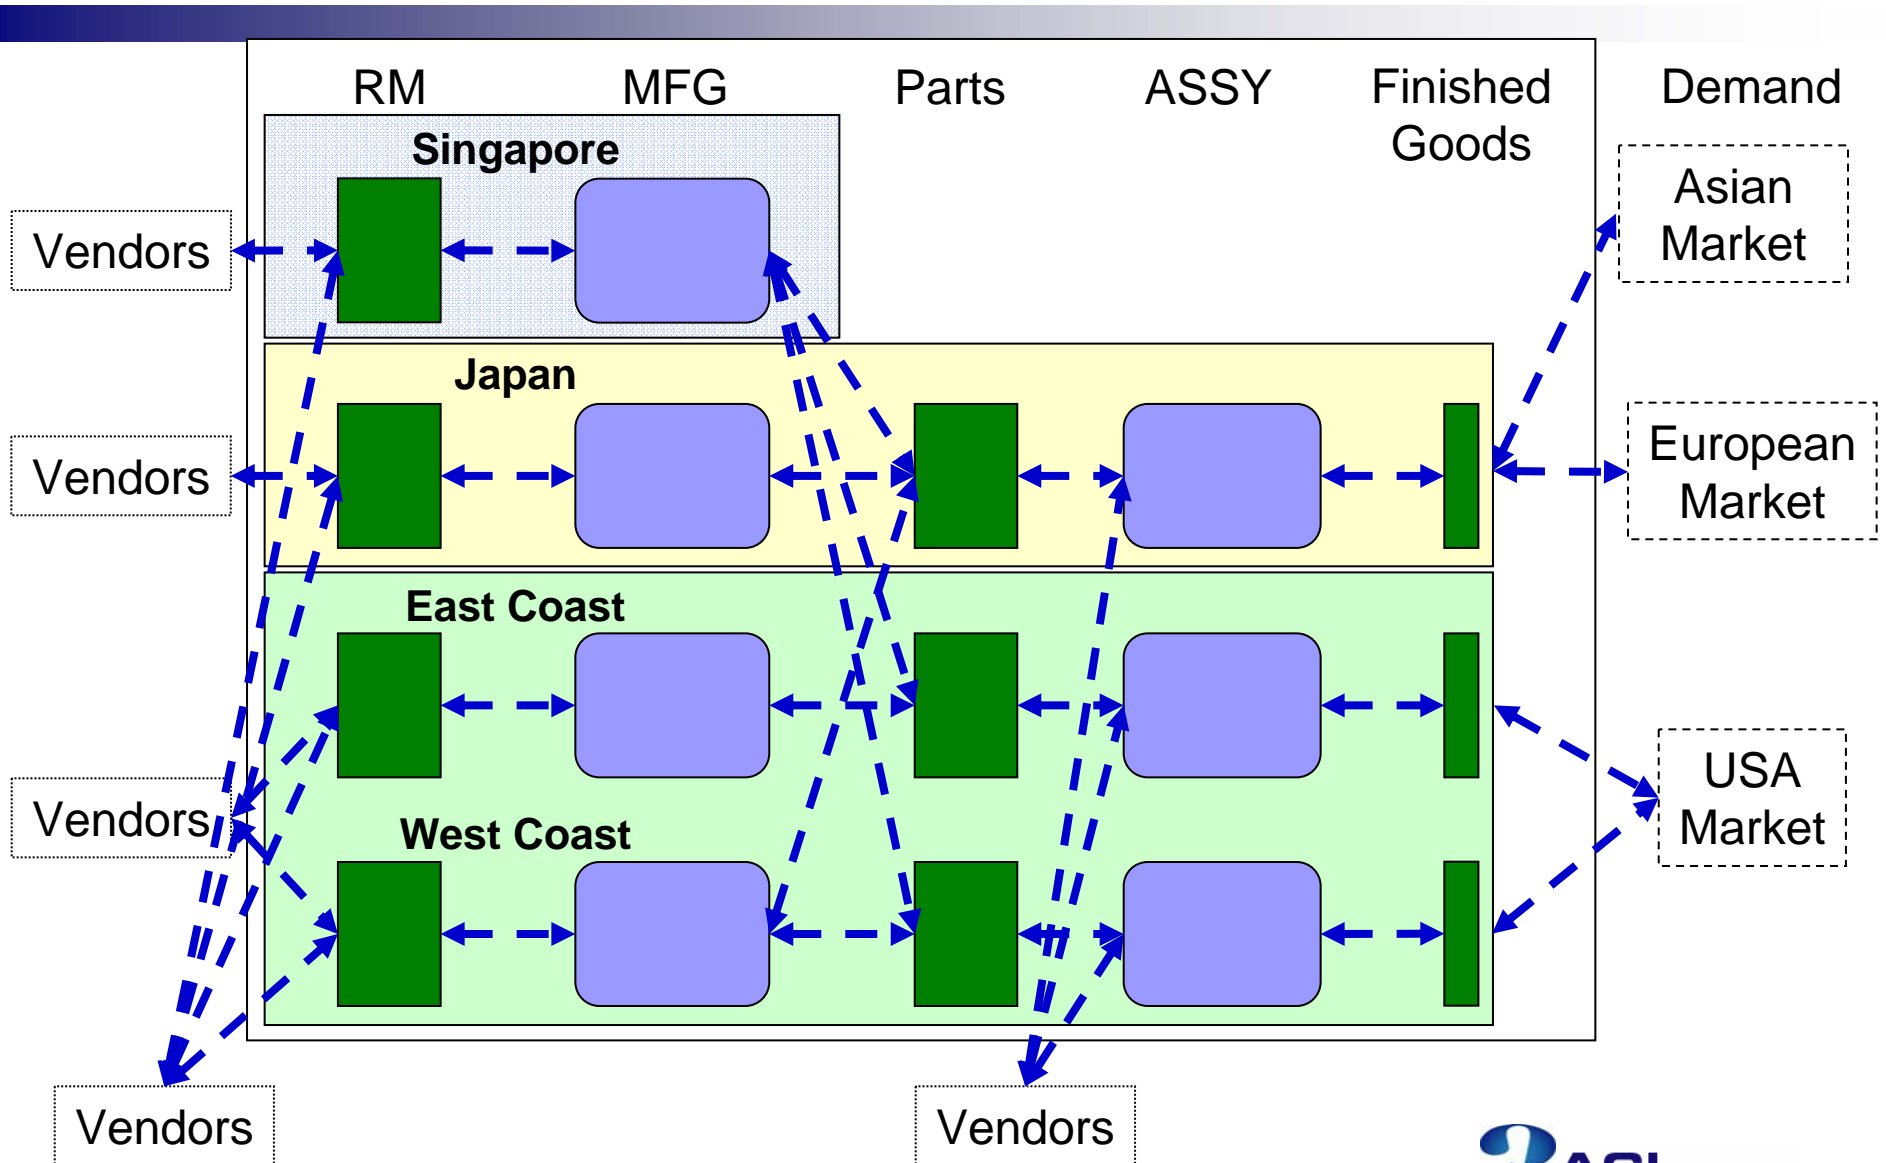 RM
MFG
Parts
ASSY
Finished
Goods
Demand
Singapore
Asian
Market
Vendors
Japan
European
Market
Vendors
East Coast
USA
Market
Vendors
West Coast
Vendors
Vendors